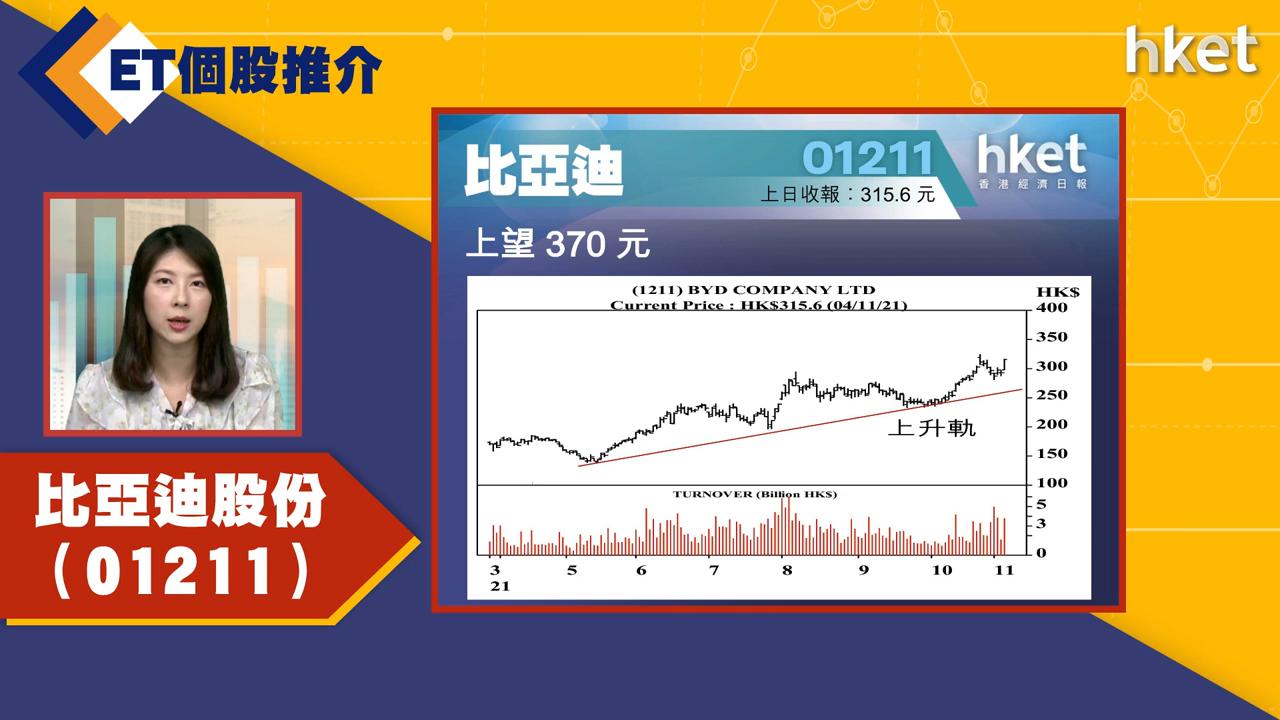 ET個股推介
hket
比亞迪
01211
上日收報：315.6 元
hket
香港經濟日報
上望 370 元
(1211) BYD COMPANY LTD
Current Price : HK$315.6 (04/11/21)
HK$
400
350
300
250
200
150
100
上升軌
TURNOVER (Billion HK$)
5
3
0
3 5 6 7 8 9 10 11
21
比亞迪股份
（01211）